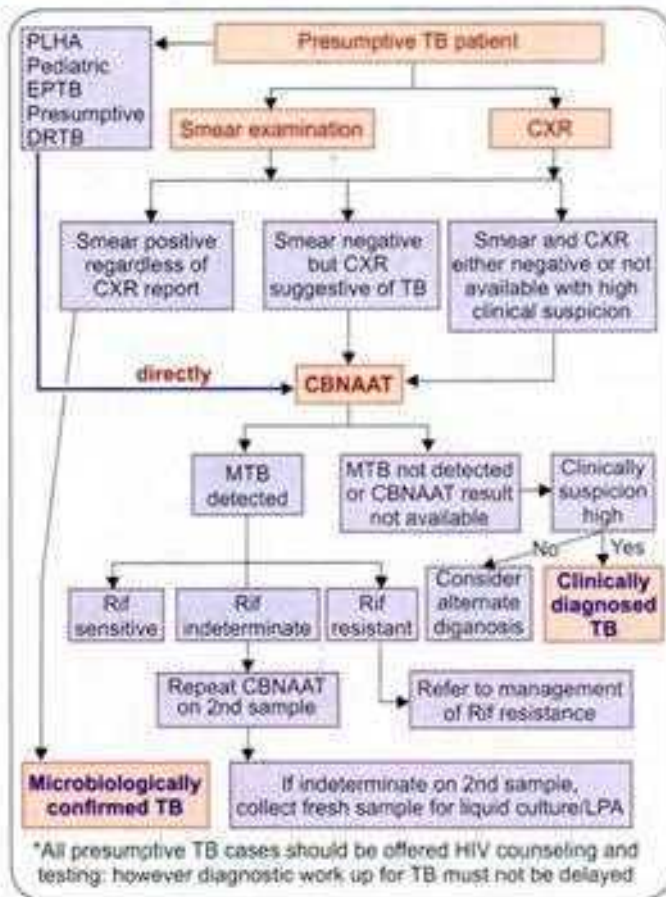 PLHA
Pediatric
EPTB
Presumptive
DRTB
Presumptive TB patient
Smear examination
CXR
Smear positive
regardless of
CXR report
Smear negative
but CXR
suggestive of TB
Smear and CXR
either negative or not
available with high
clinical suspicion
directly
CBNAAT
MTB
detected
MTB not detected
or CBNAAT result
not available
Clinically
suspicion
high
No
Yes
Rif
sensitive
Rif
indeterminate
Rif
resistant
Consider
alternate
diganosis
Clinically
diagnosed
TB
Repeat CBNAAT
on 2nd sample
Refer to management
of Rif resistance
Microbiologically
confirmed TB
If indeterminate on 2nd sample,
collect fresh sample for liquid culture/LPA
*All presumptive TB cases should be offered HIV counseling and
testing: however diagnostic work up for TB must not be delayed